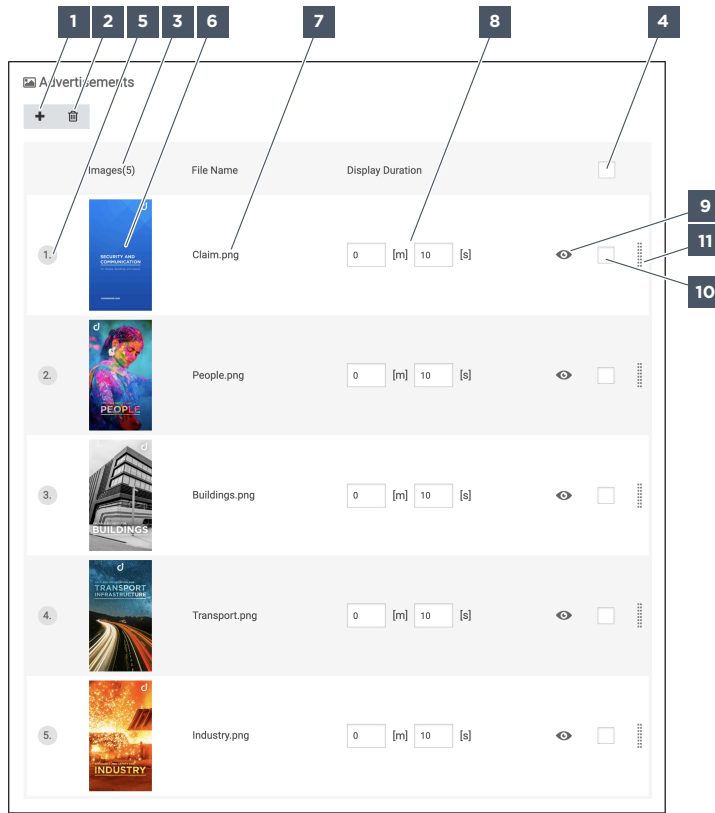 1 2 5 3 6 7 8 4
Advertisements
Images(5) File Name Display Duration
9
11
10
1. Claim.png 0 [m] 10 [s]
SECURITY AND
COMMUNICATION
2. People.png 0 [m] 10 [s]
PEOPLE
3. Buildings.png 0 [m] 10 [s]
BUILDINGS
TRANSPORT
INFRASTRUCTURE
4. Transport.png 0 [m] 10 [s]
5. Industry.png 0 [m] 10 [s]
INDUSTRY